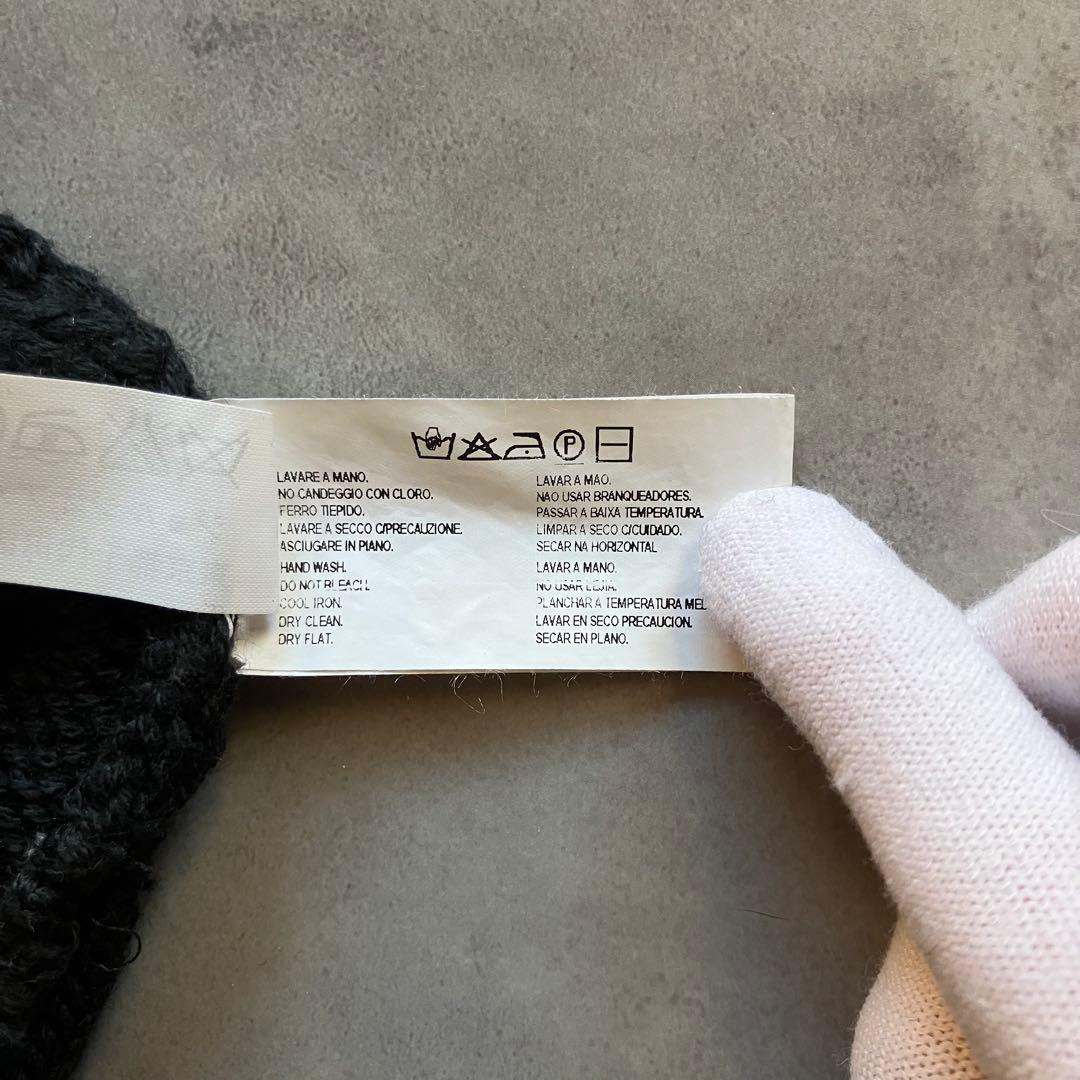 P
LAVARE A MANO.
NO CANDEGGIO CON CLORO.
FERRO TIEPIDO.
LAVARE A SECCO C/PRECAUZIONE.
ASCIUGARE IN PIANO.
HAND WASH.
DO NOT BLEACH.
COOL IRON.
DRY CLEAN.
DRY FLAT.
LAVAR A MAO.
NAO USAR BRANQUEADORES.
PASSAR A BAIXA TEMPERATURA.
LIMPAR A SECO C/CUIDADO.
SECAR NA HORIZONTAL
LAVAR A MANO.
NO USAR LEJIA.
PLANCHAR A TEMPERATURA
LAVAR EN SECO PRECAUCION.
SECAR EN PLANO.